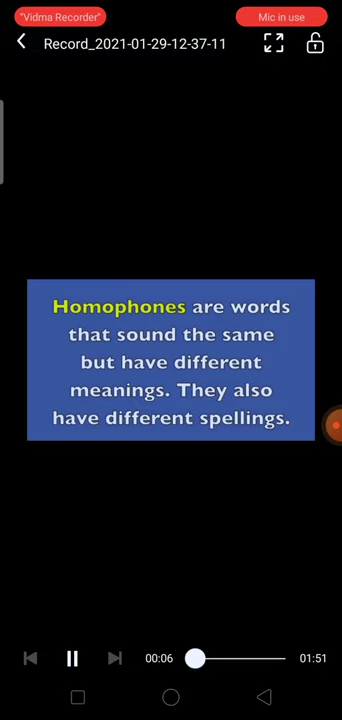 "Vidma Recorder"
Mic in use
Record_2021-01-29-12-37-11
Homophones are words
that sound the same
but have different
meanings. They also
have different spellings.
00:06
01:51